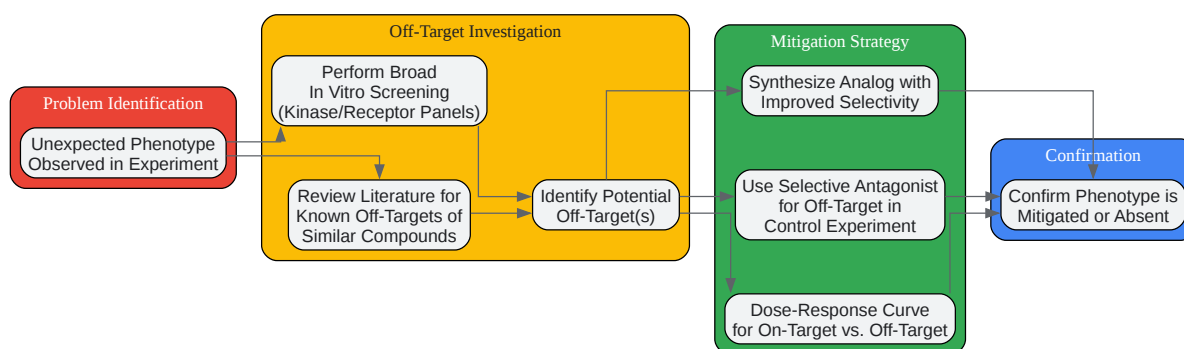 Problem Identification
Unexpected Phenotype
Observed in Experiment
Off-Target Investigation
Perform Broad
In Vitro Screening
(Kinase/Receptor Panels)
Review Literature for
Known Off-Targets of
Similar Compounds
Identify Potential
Off-Target(s)
Mitigation Strategy
Synthesize Analog with
Improved Selectivity
Use Selective Antagonist
for Off-Target in
Control Experiment
Dose-Response Curve
for On-Target vs. Off-Target
Confirmation
Confirm Phenotype is
Mitigated or Absent